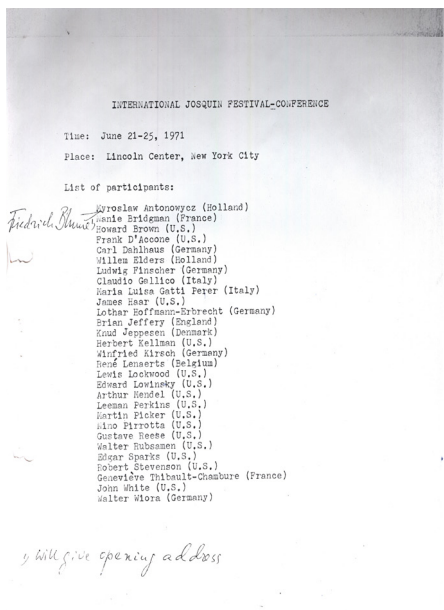 INTERNATIONAL JOSQUIN FESTIVAL-CONFERENCE
Time: June 21-25, 1971
Place: Lincoln Center, New York City
List of participants:
Myroslaw Antonowycz (Holland)
Friedrich Blume¹⁾
Nanie Bridgman (France)
Howard Brown (U.S.)
Frank D'Accone (U.S.)
Carl Dahlhaus (Germany)
Willem Elders (Holland)
Ludwig Finscher (Germany)
Claudio Gallico (Italy)
Maria Luisa Gatti Perer (Italy)
James Haar (U.S.)
Lothar Hoffmann-Erbrecht (Germany)
Brian Jeffery (England)
Knud Jeppesen (Denmark)
Herbert Kellman (U.S.)
Winfried Kirsch (Germany)
René Lenaerts (Belgium)
Lewis Lockwood (U.S.)
Edward Lowinsky (U.S.)
Arthur Mendel (U.S.)
Leeman Perkins (U.S.)
Martin Picker (U.S.)
Nino Pirrotta (U.S.)
Gustave Reese (U.S.)
Walter Rubsamen (U.S.)
Edgar Sparks (U.S.)
Robert Stevenson (U.S.)
Geneviève Thibault-Chambure (France)
John White (U.S.)
Walter Wiora (Germany)
1) will give opening address